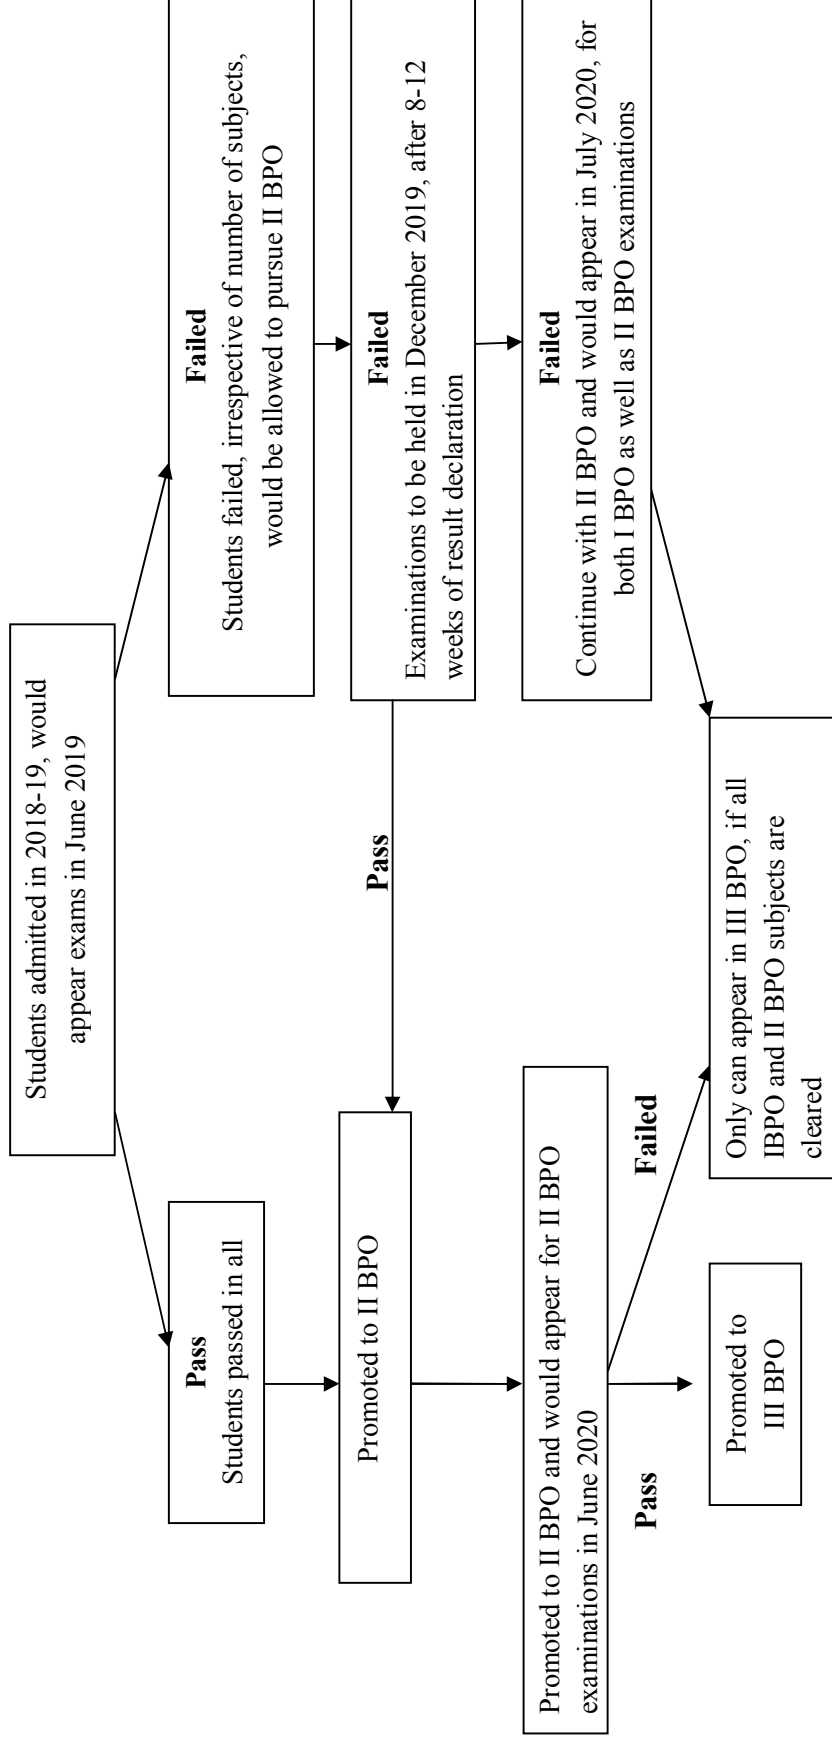 Students admitted in 2018-19, would
appear exams in June 2019
Pass
Students passed in all
Failed
Students failed, irrespective of number of subjects,
would be allowed to pursue II BPO
Promoted to II BPO
Pass
Failed
Examinations to be held in December 2019, after 8-12
weeks of result declaration
Promoted to II BPO and would appear for II BPO
examinations in June 2020
Failed
Continue with II BPO and would appear in July 2020, for
both I BPO as well as II BPO examinations
Pass
Failed
Promoted to
III BPO
Only can appear in III BPO, if all
IBPO and II BPO subjects are
cleared